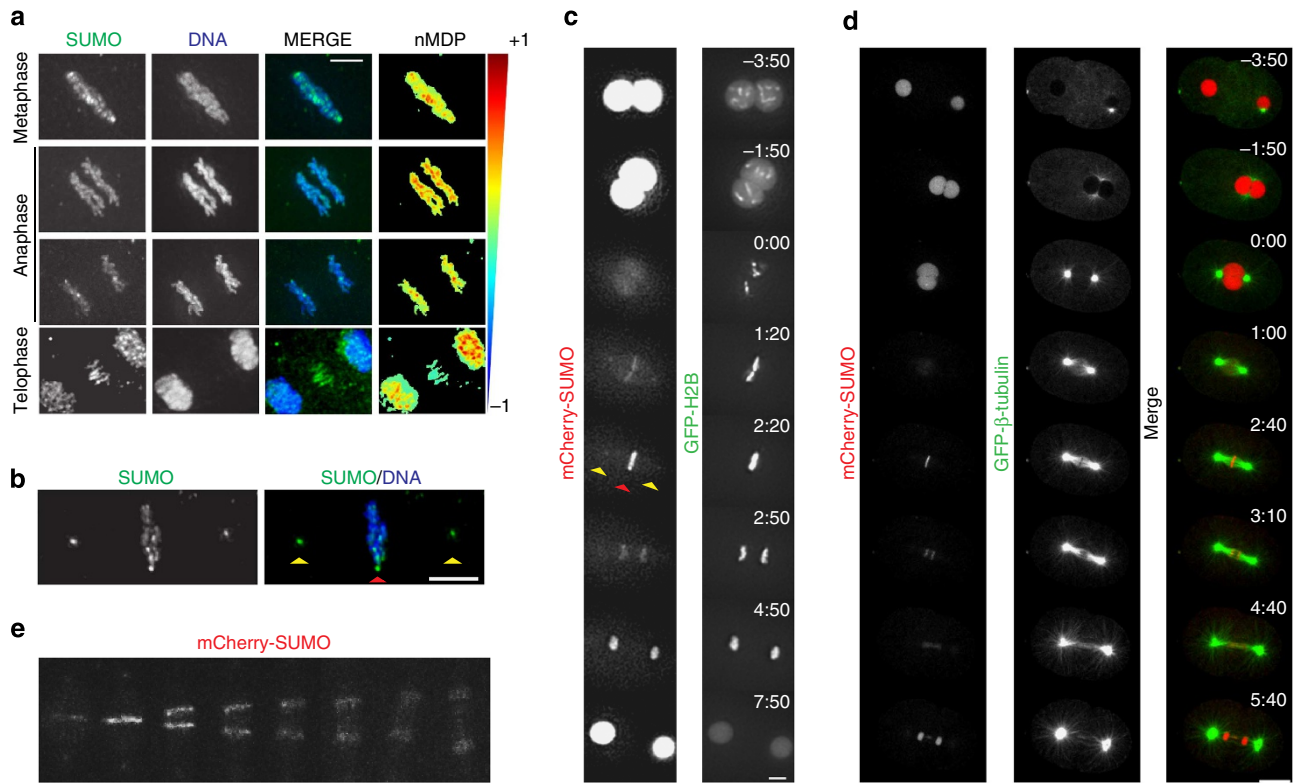 a
SUMO DNA MERGE nMDP +1
Metaphase
Anaphase
Telophase
–1
b
SUMO SUMO/DNA
e
mCherry-SUMO
c
mCherry-SUMO
GFP-H2B
–3:50
–1:50
0:00
1:20
2:20
2:50
4:50
7:50
d
mCherry-SUMO
GFP-β-tubulin
Merge
–3:50
–1:50
0:00
1:00
2:40
3:10
4:40
5:40